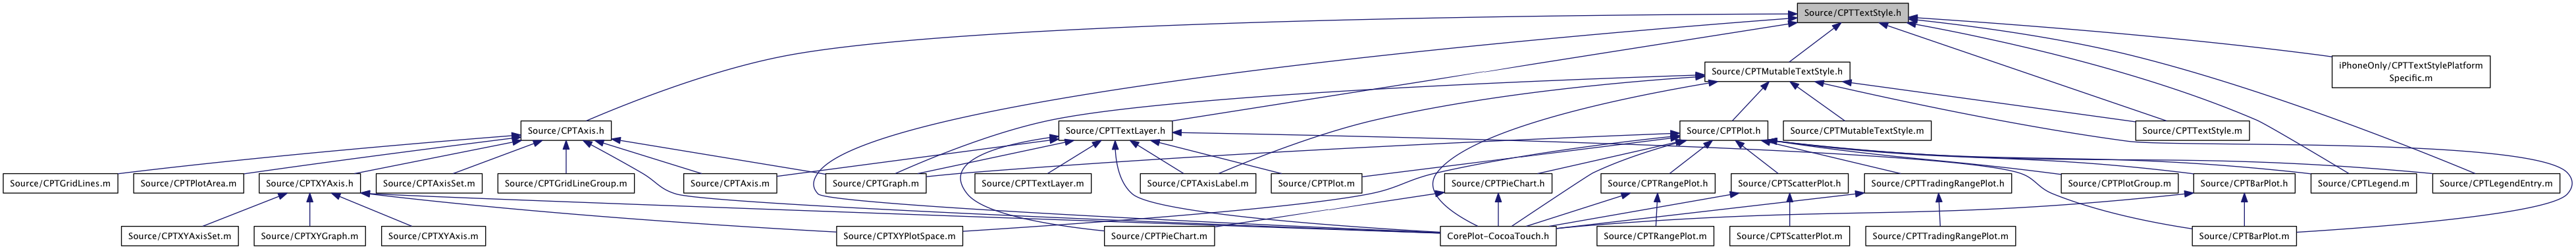 Source/CPTTextStyle.h
iPhoneOnly/CPTTextStylePlatform
Specific.m
Source/CPTMutableTextStyle.h
Source/CPTAxis.h
Source/CPTTextLayer.h
Source/CPTPlot.h
Source/CPTMutableTextStyle.m
Source/CPTTextStyle.m
Source/CPTGridLines.m
Source/CPTPlotArea.m
Source/CPTXYAxis.h
Source/CPTAxisSet.m
Source/CPTGridLineGroup.m
Source/CPTAxis.m
Source/CPTGraph.m
Source/CPTTextLayer.m
Source/CPTAxisLabel.m
Source/CPTPlot.m
Source/CPTPieChart.h
Source/CPTRangePlot.h
Source/CPTScatterPlot.h
Source/CPTTradingRangePlot.h
Source/CPTPlotGroup.m
Source/CPTBarPlot.h
Source/CPTLegend.m
Source/CPTLegendEntry.m
Source/CPTXYAxisSet.m
Source/CPTXYGraph.m
Source/CPTXYAxis.m
Source/CPTXYPlotSpace.m
Source/CPTPieChart.m
CorePlot-CocoaTouch.h
Source/CPTRangePlot.m
Source/CPTScatterPlot.m
Source/CPTTradingRangePlot.m
Source/CPTBarPlot.m